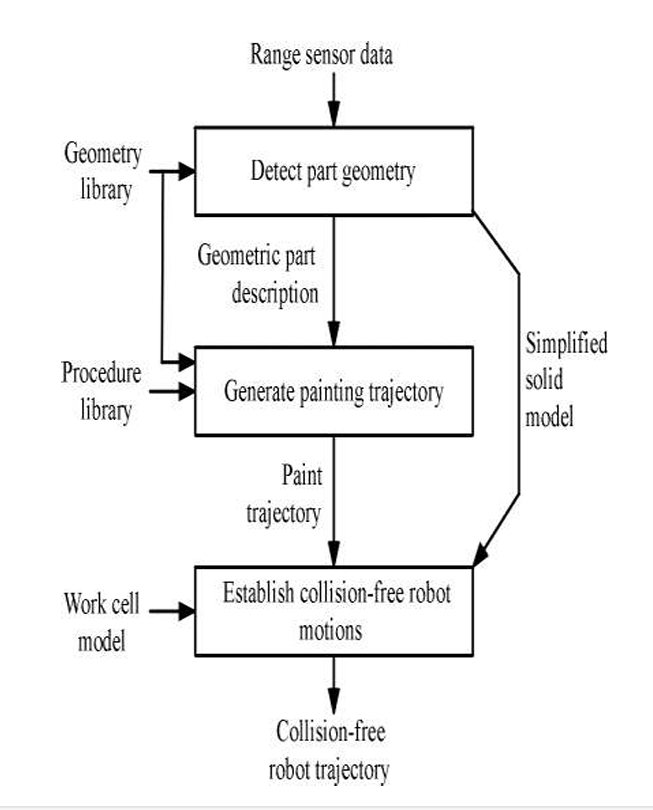 Range sensor data
Geometry
library
Detect part geometry
Geometric part
description
Simplified
solid
model
Procedure
library
Generate painting trajectory
Paint
trajectory
Work cell
model
Establish collision-free robot
motions
Collision-free
robot trajectory